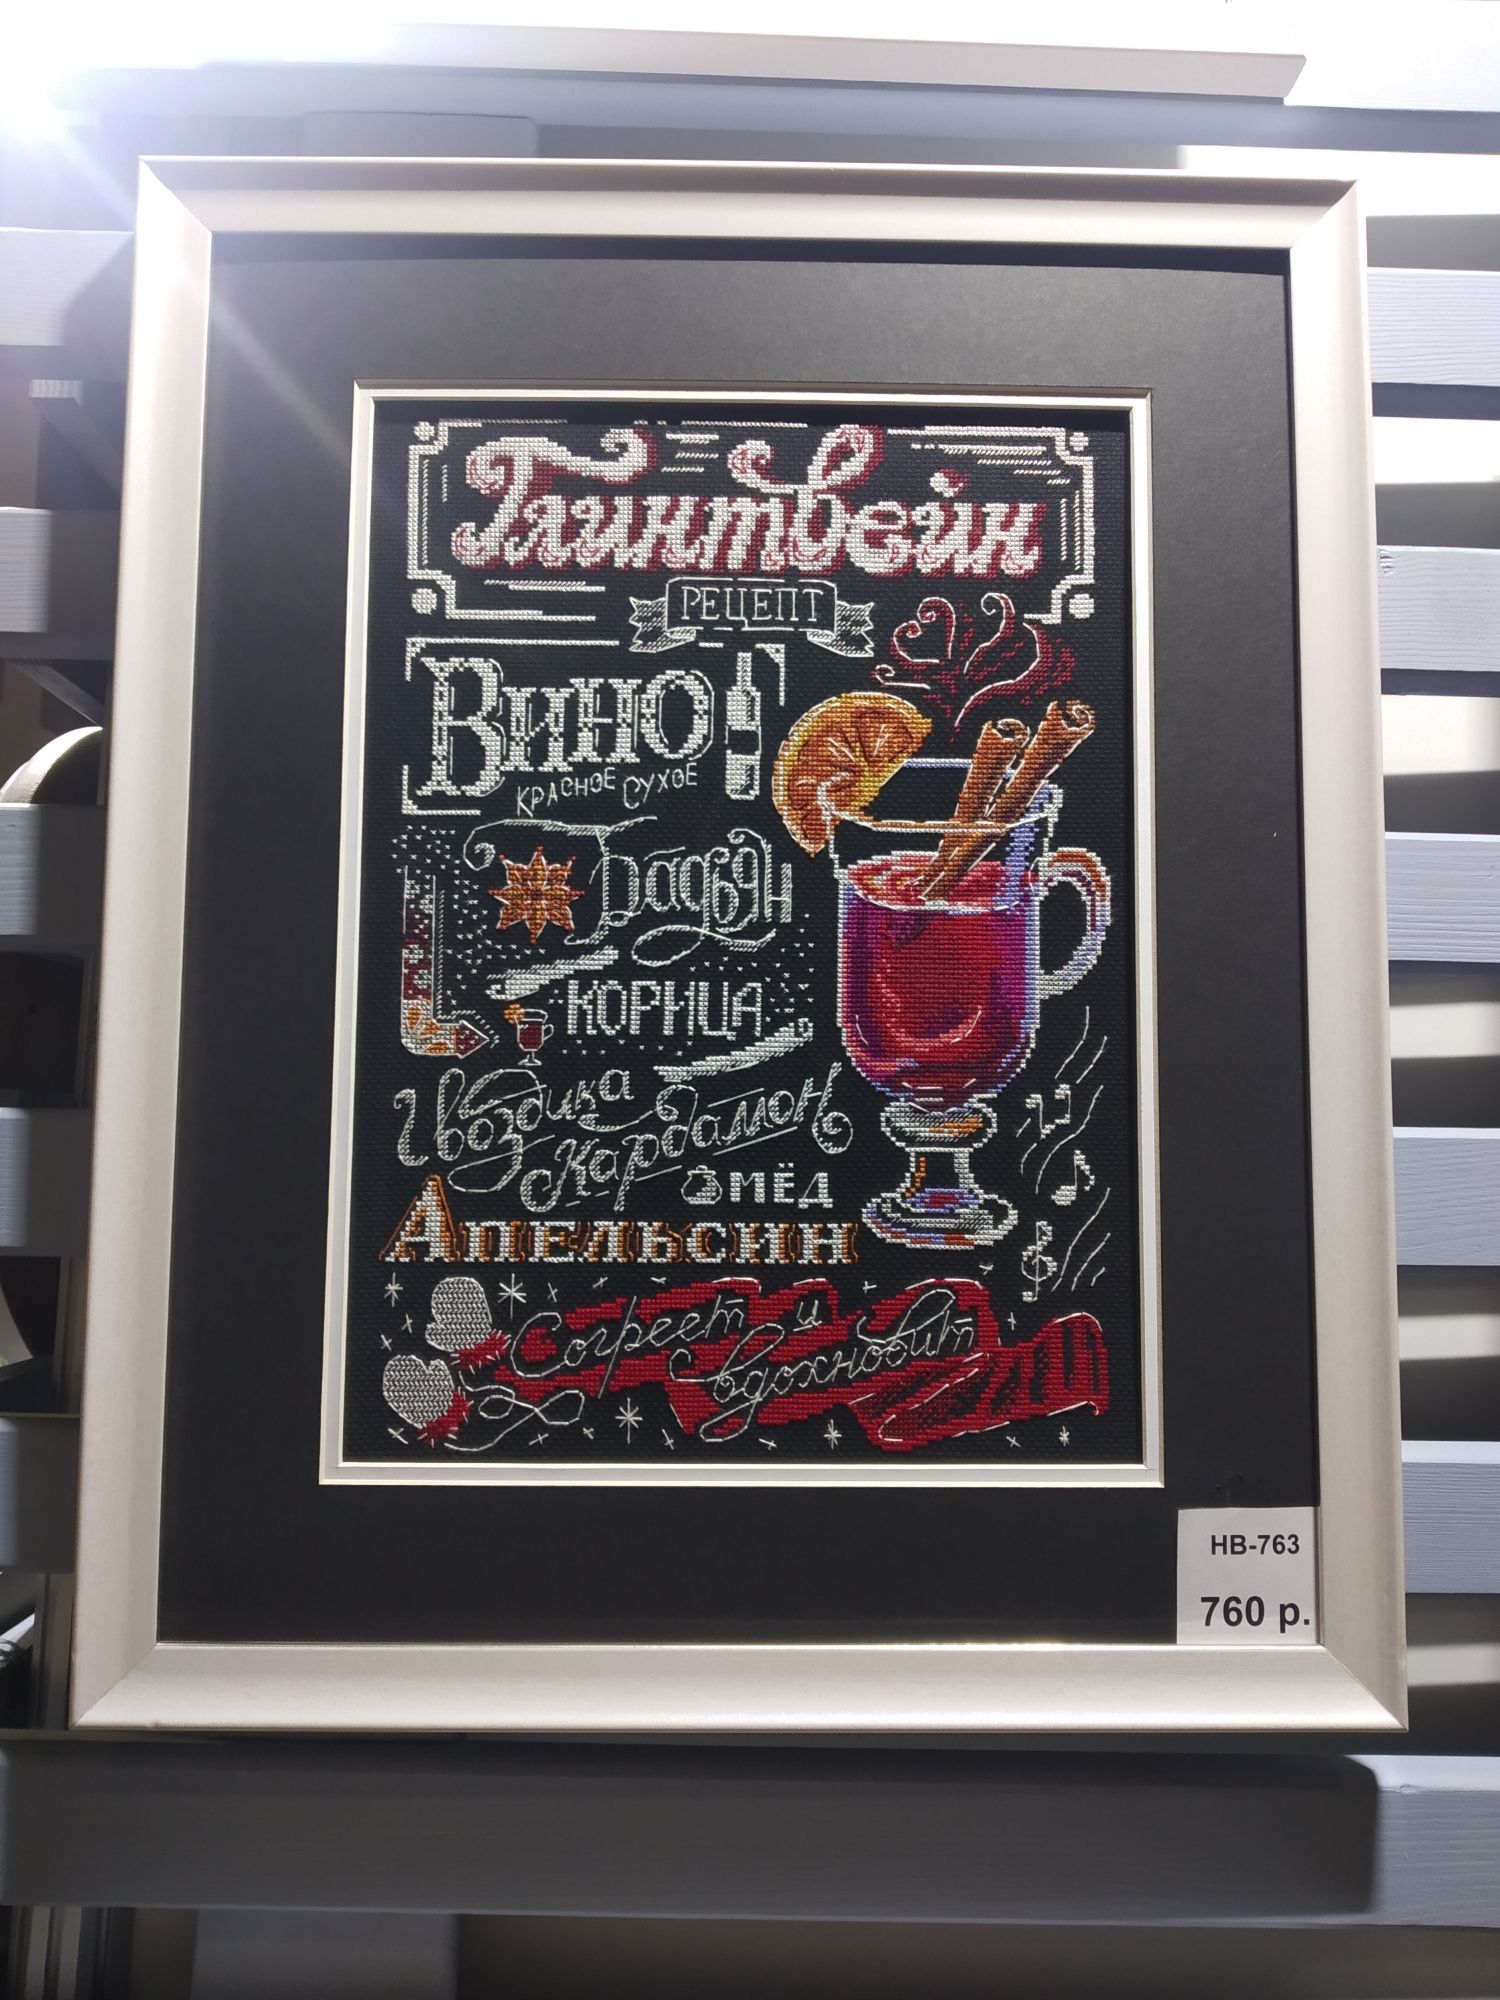 Глинтвейн
РЕЦЕПТ
Вино
КРАСНОЕ СУХОЕ
Бадьян
КОРИЦА
Гвоздика
Кардамон
МЁД
Апельсин
Согреет и
вдохновит
НВ-763
760 р.